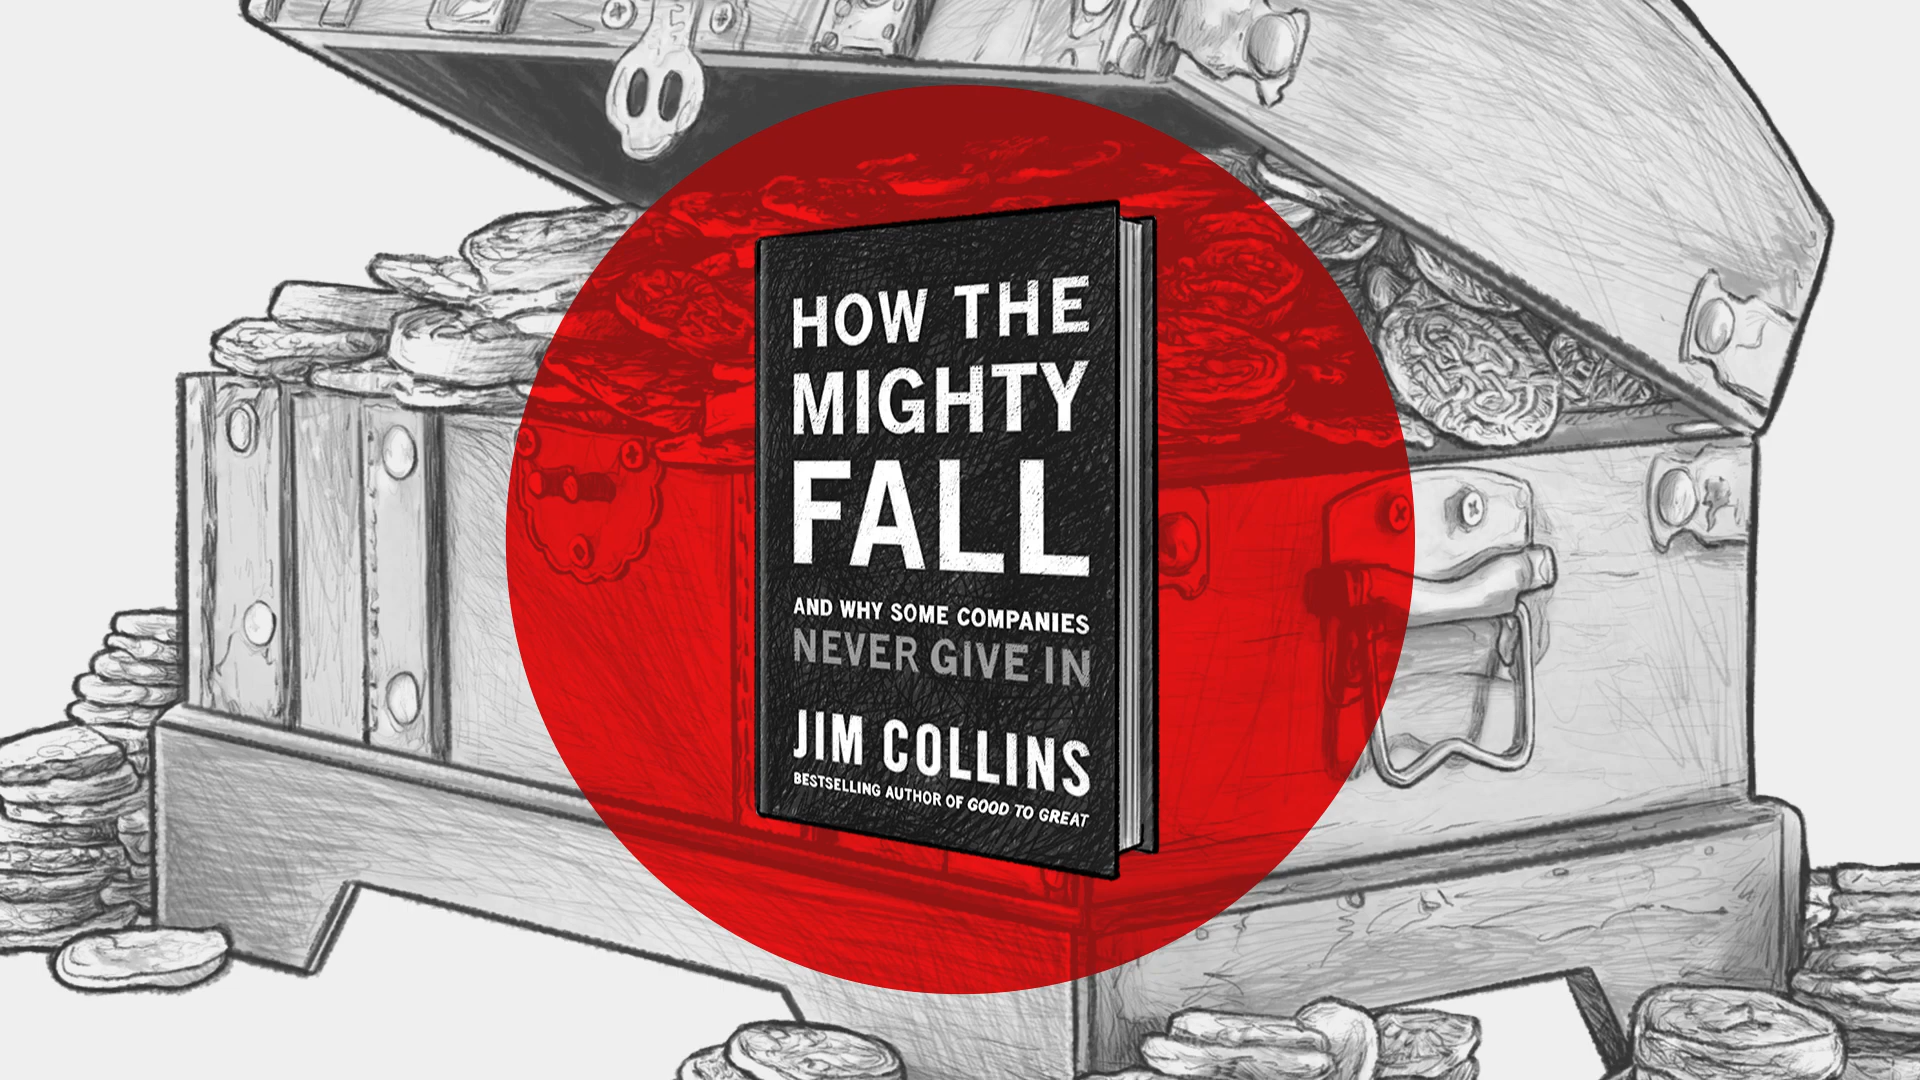 HOW THE
MIGHTY
FALL
AND WHY SOME COMPANIES
NEVER GIVE IN
JIM COLLINS
BESTSELLING AUTHOR OF GOOD TO GREAT